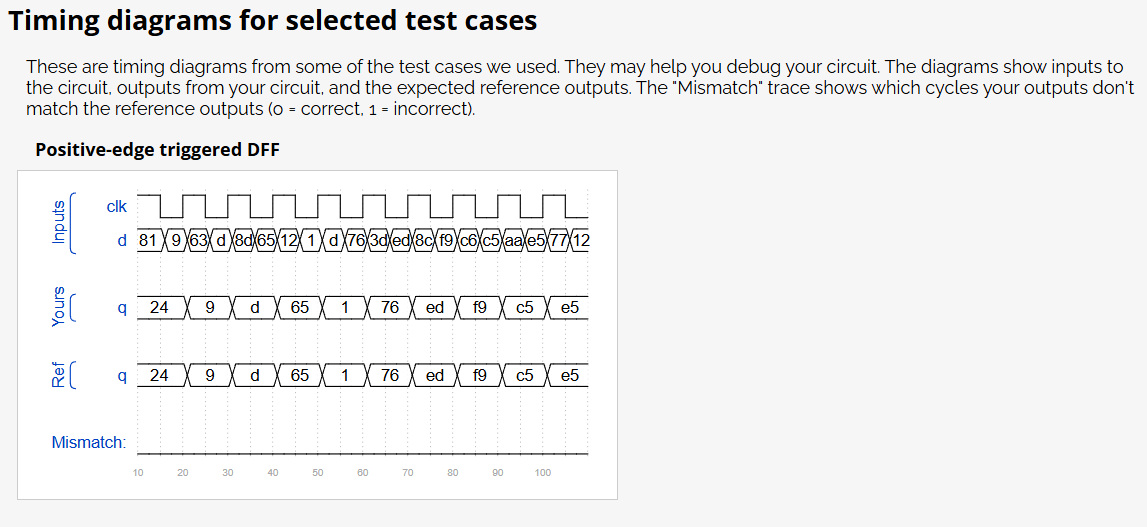 Timing diagrams for selected test cases
These are timing diagrams from some of the test cases we used. They may help you debug your circuit. The diagrams show inputs to
the circuit, outputs from your circuit, and the expected reference outputs. The "Mismatch" trace shows which cycles your outputs don't
match the reference outputs (0 = correct, 1 = incorrect).
Positive-edge triggered DFF
Inputs
clk
d 81 9 63 d 8d 65 12 1 d 76 3d ed 8c f9 c6 c5 aa e5 77 12
Yours
q 24 9 d 65 1 76 ed f9 c5 e5
Ref
q 24 9 d 65 1 76 ed f9 c5 e5
Mismatch:
10 20 30 40 50 60 70 80 90 100